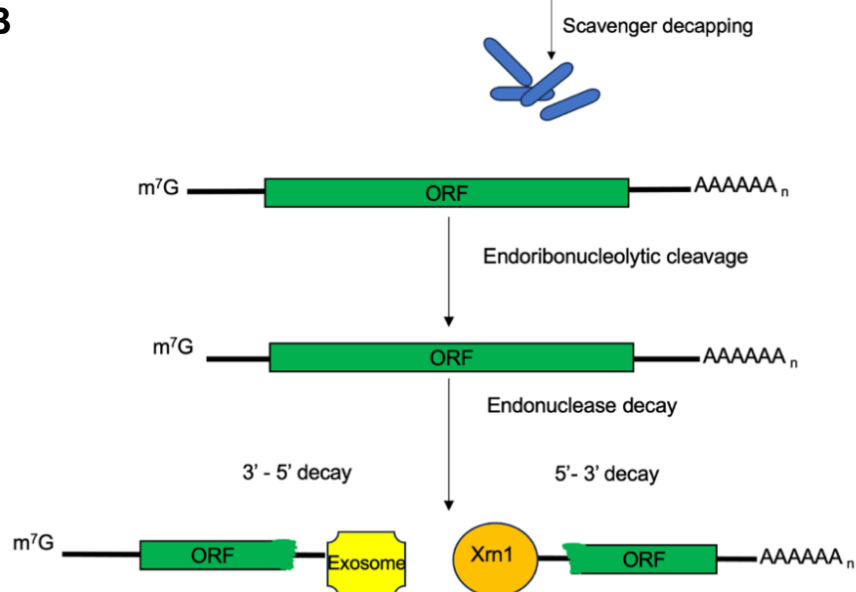 B
Scavenger decapping
m⁷G ORF AAAAAA n
Endoribonucleolytic cleavage
m⁷G ORF AAAAAA n
Endonuclease decay
3' - 5' decay 5'- 3' decay
m⁷G ORF Exosome Xrn1 ORF AAAAAA n